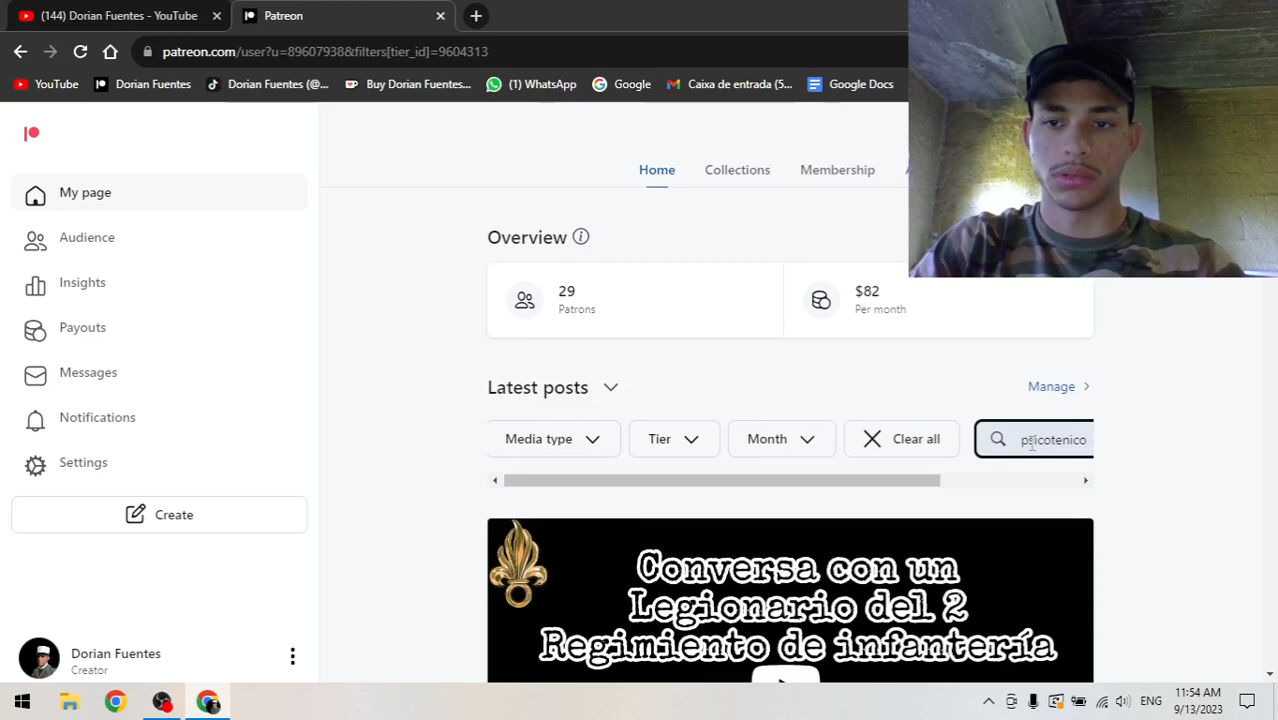 (144) Dorian Fuentes - YouTube
Patreon
patreon.com/user?u=89607938&filters[tier_id]=9604313
YouTube
Dorian Fuentes
Dorian Fuentes (@...
Buy Dorian Fuentes...
(1) WhatsApp
Google
Caixa de entrada (5...
Google Docs
My page
Audience
Insights
Payouts
Messages
Notifications
Settings
Create
Dorian Fuentes
Creator
Home
Collections
Membership
Overview
29
Patrons
$82
Per month
Latest posts
Manage
Media type
Tier
Month
Clear all
psicotenico
Conversa con un
Legionario del 2
Regimiento de infantería
ENG
11:54 AM
9/13/2023